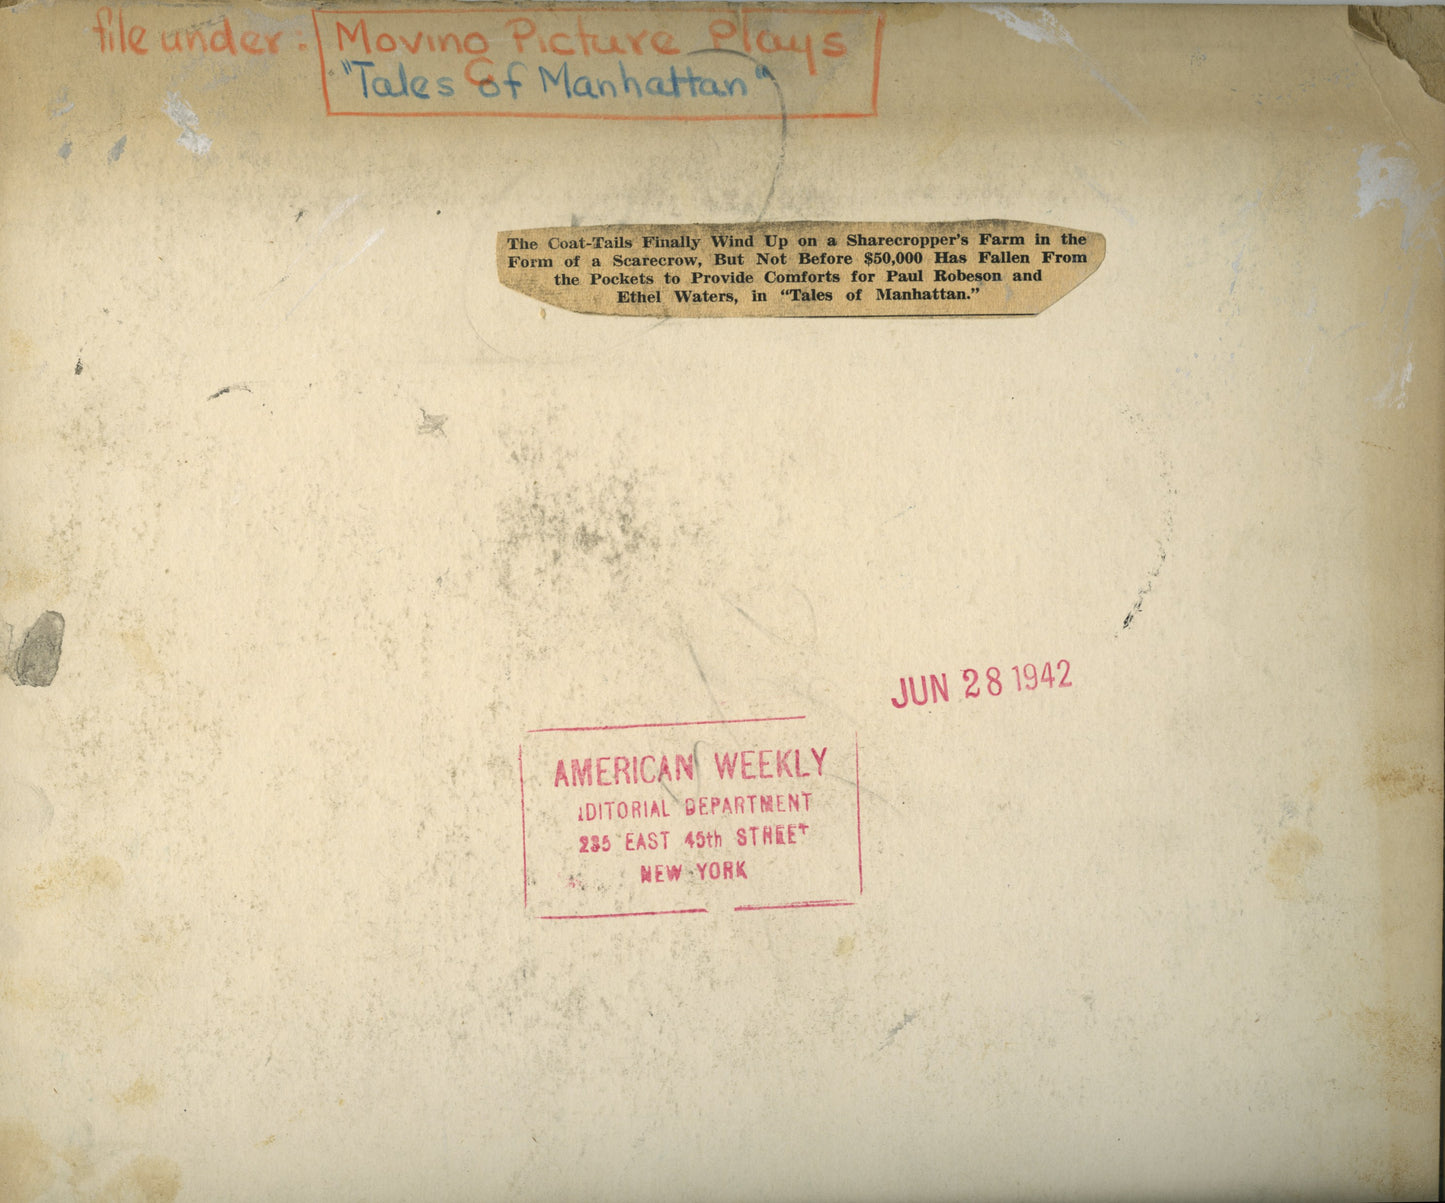 file under: Moving Picture Plays
"Tales of Manhattan"
The Coat-Tails Finally Wind Up on a Sharecropper's Farm in the
Form of a Scarecrow, But Not Before $50,000 Has Fallen From
the Pockets to Provide Comforts for Paul Robeson and
Ethel Waters, in "Tales of Manhattan."
JUN 28 1942
AMERICAN WEEKLY
EDITORIAL DEPARTMENT
235 EAST 45th STREET
NEW YORK